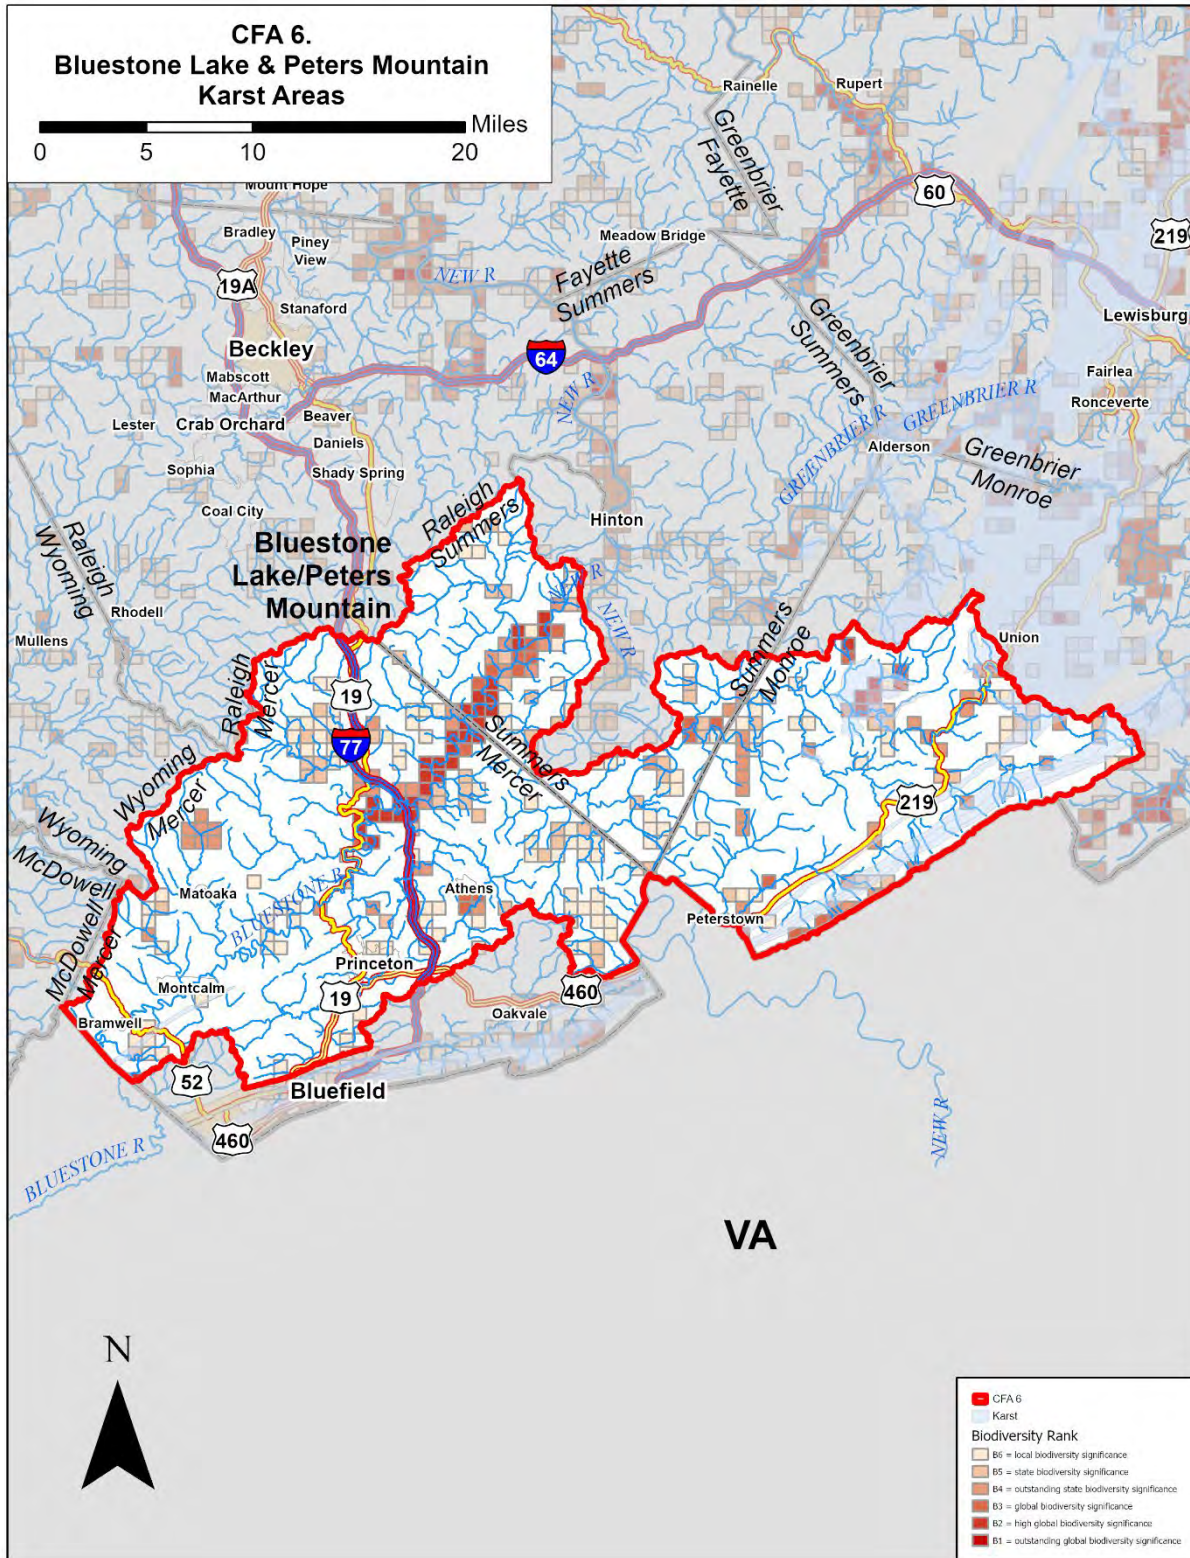 CFA 6.
Bluestone Lake & Peters Mountain
Karst Areas
Miles
0 5 10 20
Rainelle
Rupert
Greenbrier
Fayette
60
219
Mount Hope
Bradley
Piney
View
Meadow Bridge
NEW R
Fayette
Summers
19A
Stanaford
Greenbrier
Summers
Lewisburg
Beckley
64
Mabscott
MacArthur
NEW R
Fairlea
Ronceverte
Lester
Crab Orchard
Beaver
Daniels
GREENBRIER R
GREENBRIER R
Alderson
Greenbrier
Monroe
Sophia
Shady Spring
Coal City
Raleigh
Summers
Hinton
Raleigh
Wyoming
Bluestone
Lake/Peters
Mountain
NEW R
NEW R
Rhodell
Mullens
Summers
Monroe
Union
Raleigh
Mercer
19
77
Summers
Mercer
Wyoming
Mercer
219
Wyoming
McDowell
Matoaka
Athens
BLUESTONE R
Peterstown
McDowell
Mercer
Princeton
Montcalm
19
460
Oakvale
Bramwell
52
Bluefield
460
NEW R
BLUESTONE R
VA
N
CFA 6
Karst
Biodiversity Rank
B6 = local biodiversity significance
B5 = state biodiversity significance
B4 = outstanding state biodiversity significance
B3 = global biodiversity significance
B2 = high global biodiversity significance
B1 = outstanding global biodiversity significance